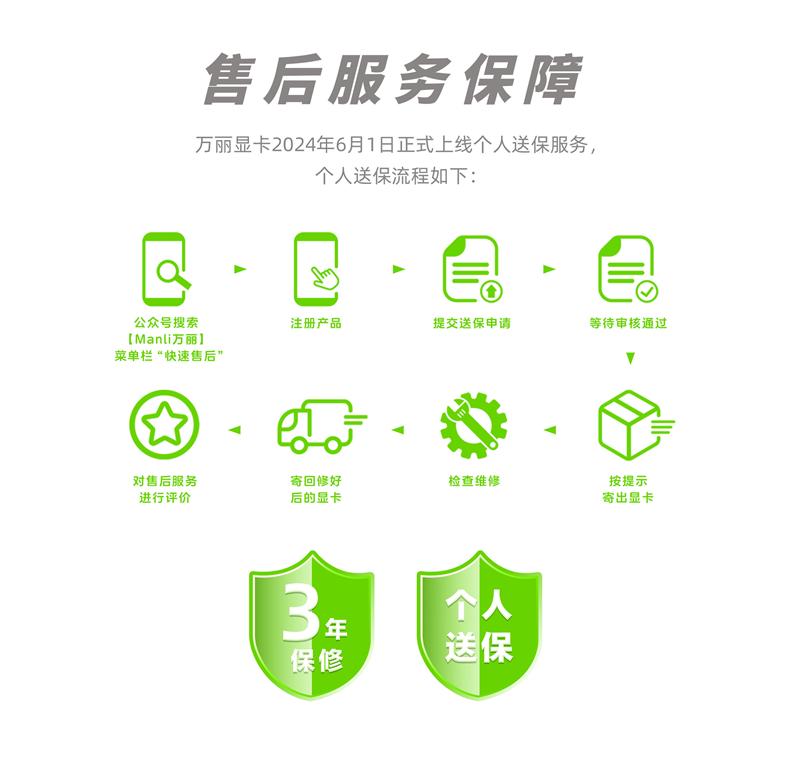 售后服务保障
万丽显卡2024年6月1日正式上线个人送保服务，
个人送保流程如下：
公众号搜索
【Manli万丽】
菜单栏“快速售后”
注册产品
提交送保申请
等待审核通过
对售后服务
进行评价
寄回修好
后的显卡
检查维修
按提示
寄出显卡
3年
保修
个人
送保